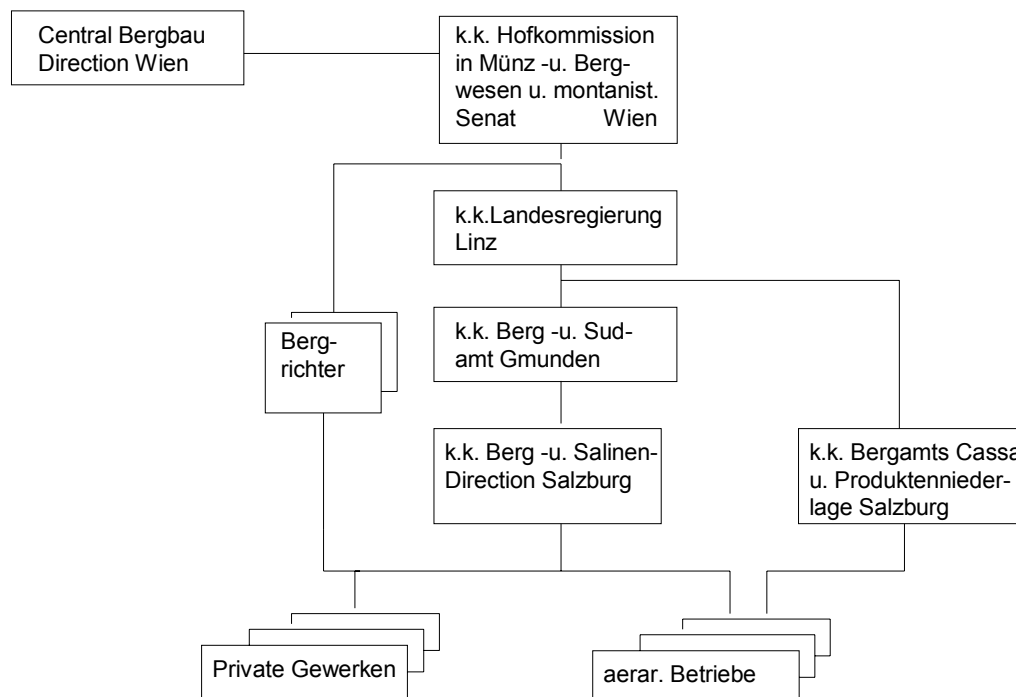 Central Bergbau
Direction Wien
k.k. Hofkommission
in Münz -u. Berg-
wesen u. montanist.
Senat Wien
k.k.Landesregierung
Linz
Berg-
richter
k.k. Berg -u. Sud-
amt Gmunden
k.k. Berg -u. Salinen-
Direction Salzburg
k.k. Bergamts Cassa
u. Produktennieder-
lage Salzburg
Private Gewerken
aerar. Betriebe